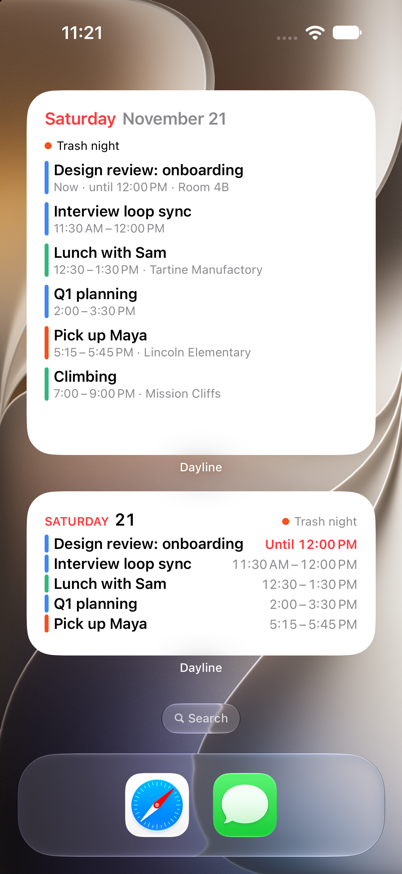 11:21
Saturday November 21
Trash night
Design review: onboarding
Now · until 12:00 PM · Room 4B
Interview loop sync
11:30 AM – 12:00 PM
Lunch with Sam
12:30 – 1:30 PM · Tartine Manufactory
Q1 planning
2:00 – 3:30 PM
Pick up Maya
5:15 – 5:45 PM · Lincoln Elementary
Climbing
7:00 – 9:00 PM · Mission Cliffs
Dayline
SATURDAY 21 Trash night
Design review: onboarding Until 12:00 PM
Interview loop sync 11:30 AM – 12:00 PM
Lunch with Sam 12:30 – 1:30 PM
Q1 planning 2:00 – 3:30 PM
Pick up Maya 5:15 – 5:45 PM
Dayline
Search